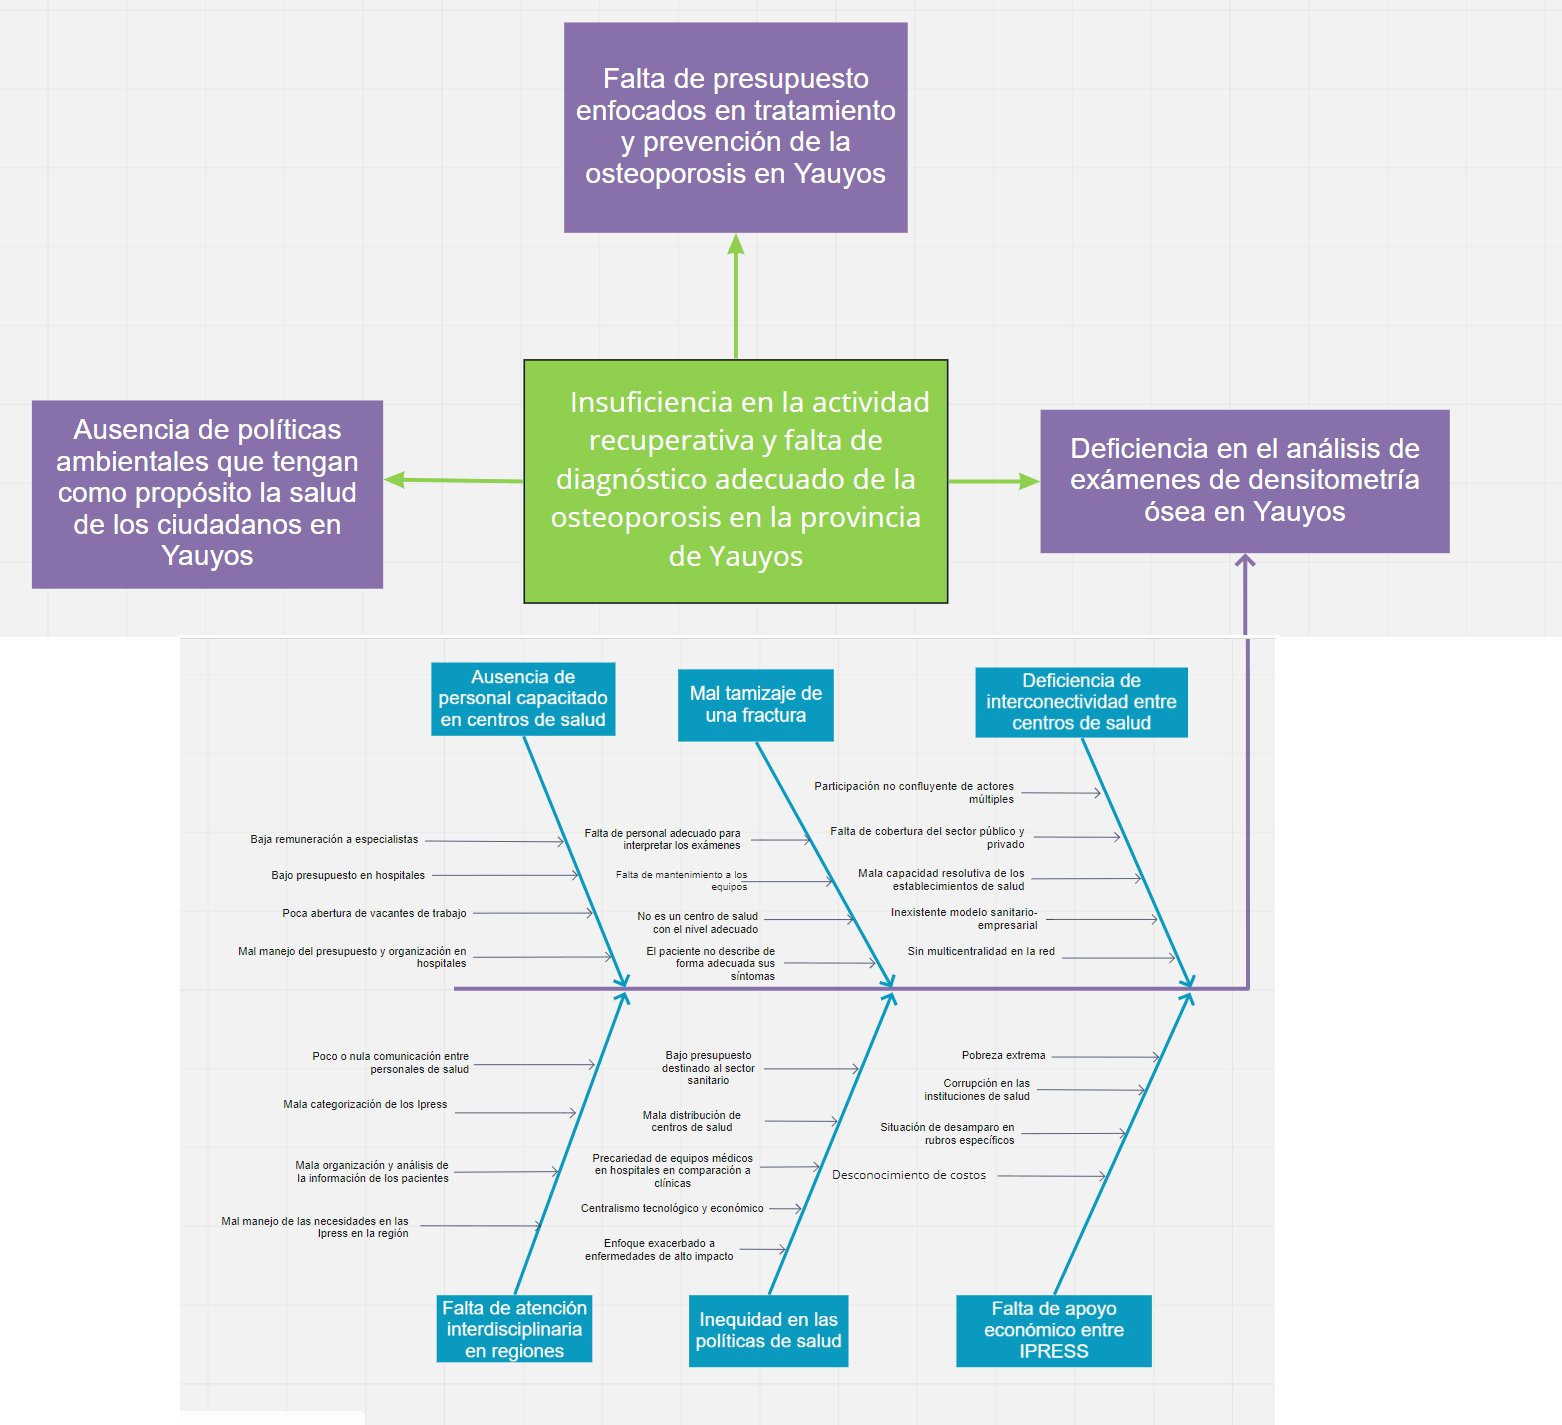 Falta de presupuesto
enfocados en tratamiento
y prevención de la
osteoporosis en Yauyos
Ausencia de políticas
ambientales que tengan
como propósito la salud
de los ciudadanos en
Yauyos
Insuficiencia en la actividad
recuperativa y falta de
diagnóstico adecuado de la
osteoporosis en la provincia
de Yauyos
Deficiencia en el análisis de
exámenes de densitometría
ósea en Yauyos
Ausencia de
personal capacitado
en centros de salud
Baja remuneración a especialistas
Bajo presupuesto en hospitales
Poca abertura de vacantes de trabajo
Mal manejo del presupuesto y organización en
hospitales
Mal tamizaje de
una fractura
Falta de personal adecuado para
interpretar los exámenes
Falta de mantenimiento a los
equipos
No es un centro de salud
con el nivel adecuado
El paciente no describe de
forma adecuada sus
síntomas
Deficiencia de
interconectividad entre
centros de salud
Participación no confluyente de actores
múltiples
Falta de cobertura del sector público y
privado
Mala capacidad resolutiva de los
establecimientos de salud
Inexistente modelo sanitario-
empresarial
Sin multicentralidad en la red
Poco o nula comunicación entre
personales de salud
Mala categorización de los Ipress
Mala organización y análisis de
la información de los pacientes
Mal manejo de las necesidades en las
Ipress en la región
Falta de atención
interdisciplinaria
en regiones
Bajo presupuesto
destinado al sector
sanitario
Mala distribución de
centros de salud
Precariedad de equipos médicos
en hospitales en comparación a
clínicas
Centralismo tecnológico y económico
Enfoque exacerbado a
enfermedades de alto impacto
Inequidad en las
políticas de salud
Pobreza extrema
Corrupción en las
instituciones de salud
Situación de desamparo en
rubros específicos
Desconocimiento de costos
Falta de apoyo
económico entre
IPRESS